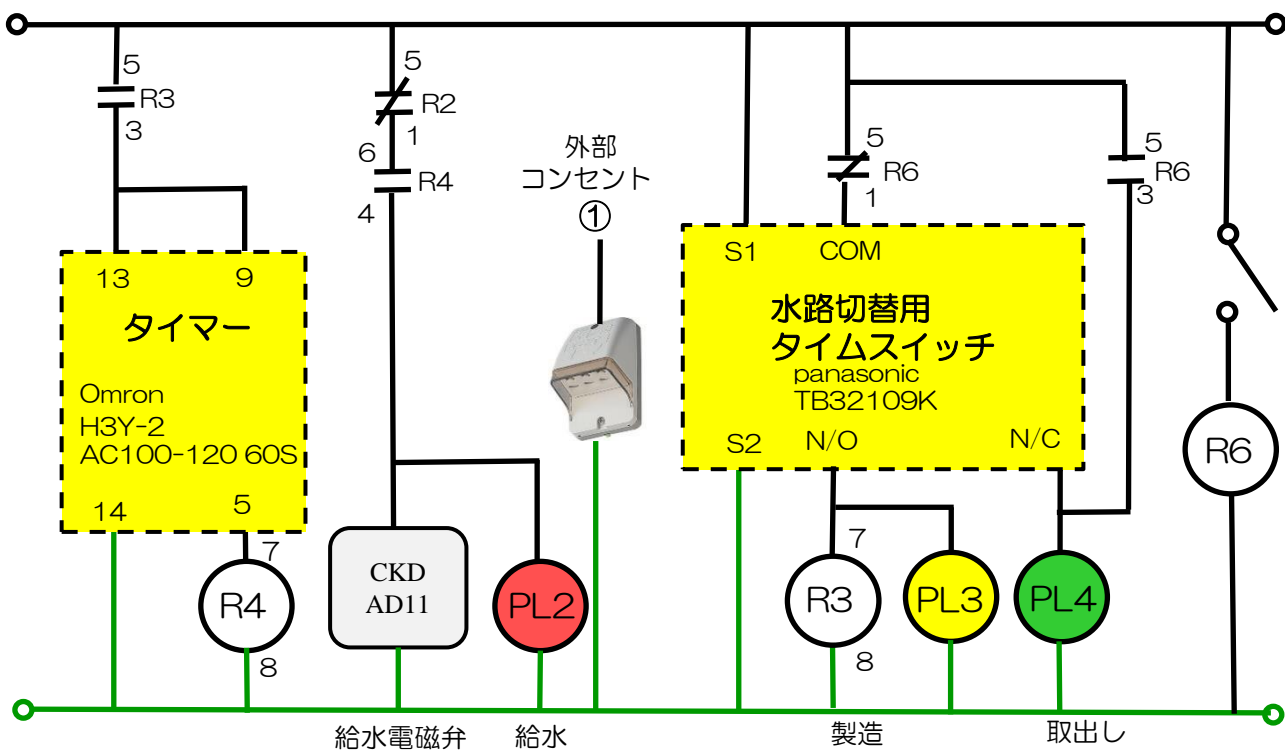 5
R3
3
13
9
タイマー
Omron
H3Y-2
AC100-120 60S
14
5
7
R4
8
5
R2
1
6
R4
4
CKD
AD11
PL2
給水電磁弁
給水
外部
コンセント
①
5
R6
1
5
R6
3
S1
COM
水路切替用
タイムスイッチ
panasonic
TB32109K
S2
N/O
N/C
7
R3
8
PL3
PL4
製造
取出し
R6